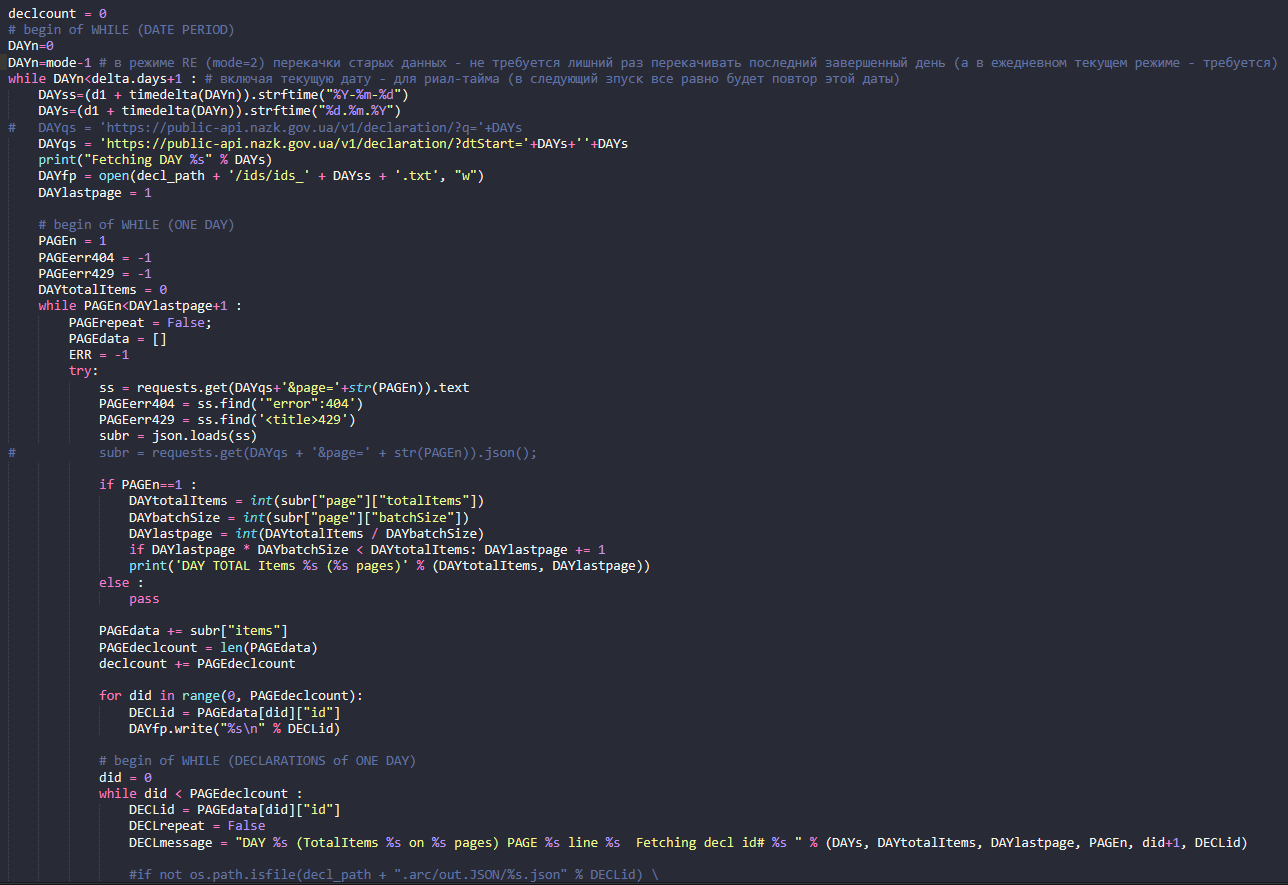 declcount = 0
# begin of WHILE (DATE PERIOD)
DAYn=0
DAYn=mode-1 # в режиме RE (mode=2) перекачки старых данных - не требуется лишний раз перекачивать последний завершенный день (а в ежедневном текущем режиме - требуется)
while DAYn<delta.days+1 : # включая текущую дату - для риал-тайма (в следующий зпуск все равно будет повтор этой даты)
    DAYss=(d1 + timedelta(DAYn)).strftime("%Y-%m-%d")
    DAYs=(d1 + timedelta(DAYn)).strftime("%d.%m.%Y")
#   DAYqs = 'https://public-api.nazk.gov.ua/v1/declaration/?q='+DAYs
    DAYqs = 'https://public-api.nazk.gov.ua/v1/declaration/?dtStart='+DAYs+''+DAYs
    print("Fetching DAY %s" % DAYs)
    DAYfp = open(decl_path + '/ids/ids_' + DAYss + '.txt', "w")
    DAYlastpage = 1
    # begin of WHILE (ONE DAY)
    PAGEn = 1
    PAGEerr404 = -1
    PAGEerr429 = -1
    DAYtotalItems = 0
    while PAGEn<DAYlastpage+1 :
        PAGErepeat = False;
        PAGEdata = []
        ERR = -1
        try:
            ss = requests.get(DAYqs+'&page='+str(PAGEn)).text
            PAGEerr404 = ss.find('"error":404')
            PAGEerr429 = ss.find('<title>429')
            subr = json.loads(ss)
#           subr = requests.get(DAYqs + '&page=' + str(PAGEn)).json();
            if PAGEn==1 :
                DAYtotalItems = int(subr["page"]["totalItems"])
                DAYbatchSize = int(subr["page"]["batchSize"])
                DAYlastpage = int(DAYtotalItems / DAYbatchSize)
                if DAYlastpage * DAYbatchSize < DAYtotalItems: DAYlastpage += 1
                print('DAY TOTAL Items %s (%s pages)' % (DAYtotalItems, DAYlastpage))
            else :
                pass
            PAGEdata += subr["items"]
            PAGEdeclcount = len(PAGEdata)
            declcount += PAGEdeclcount
            for did in range(0, PAGEdeclcount):
                DECLid = PAGEdata[did]["id"]
                DAYfp.write("%s\n" % DECLid)
            # begin of WHILE (DECLARATIONS of ONE DAY)
            did = 0
            while did < PAGEdeclcount :
                DECLid = PAGEdata[did]["id"]
                DECLrepeat = False
                DECLmessage = "DAY %s (TotalItems %s on %s pages) PAGE %s line %s  Fetching decl id# %s " % (DAYs, DAYtotalItems, DAYlastpage, PAGEn, did+1, DECLid)
                #if not os.path.isfile(decl_path + ".arc/out.JSON/%s.json" % DECLid) \